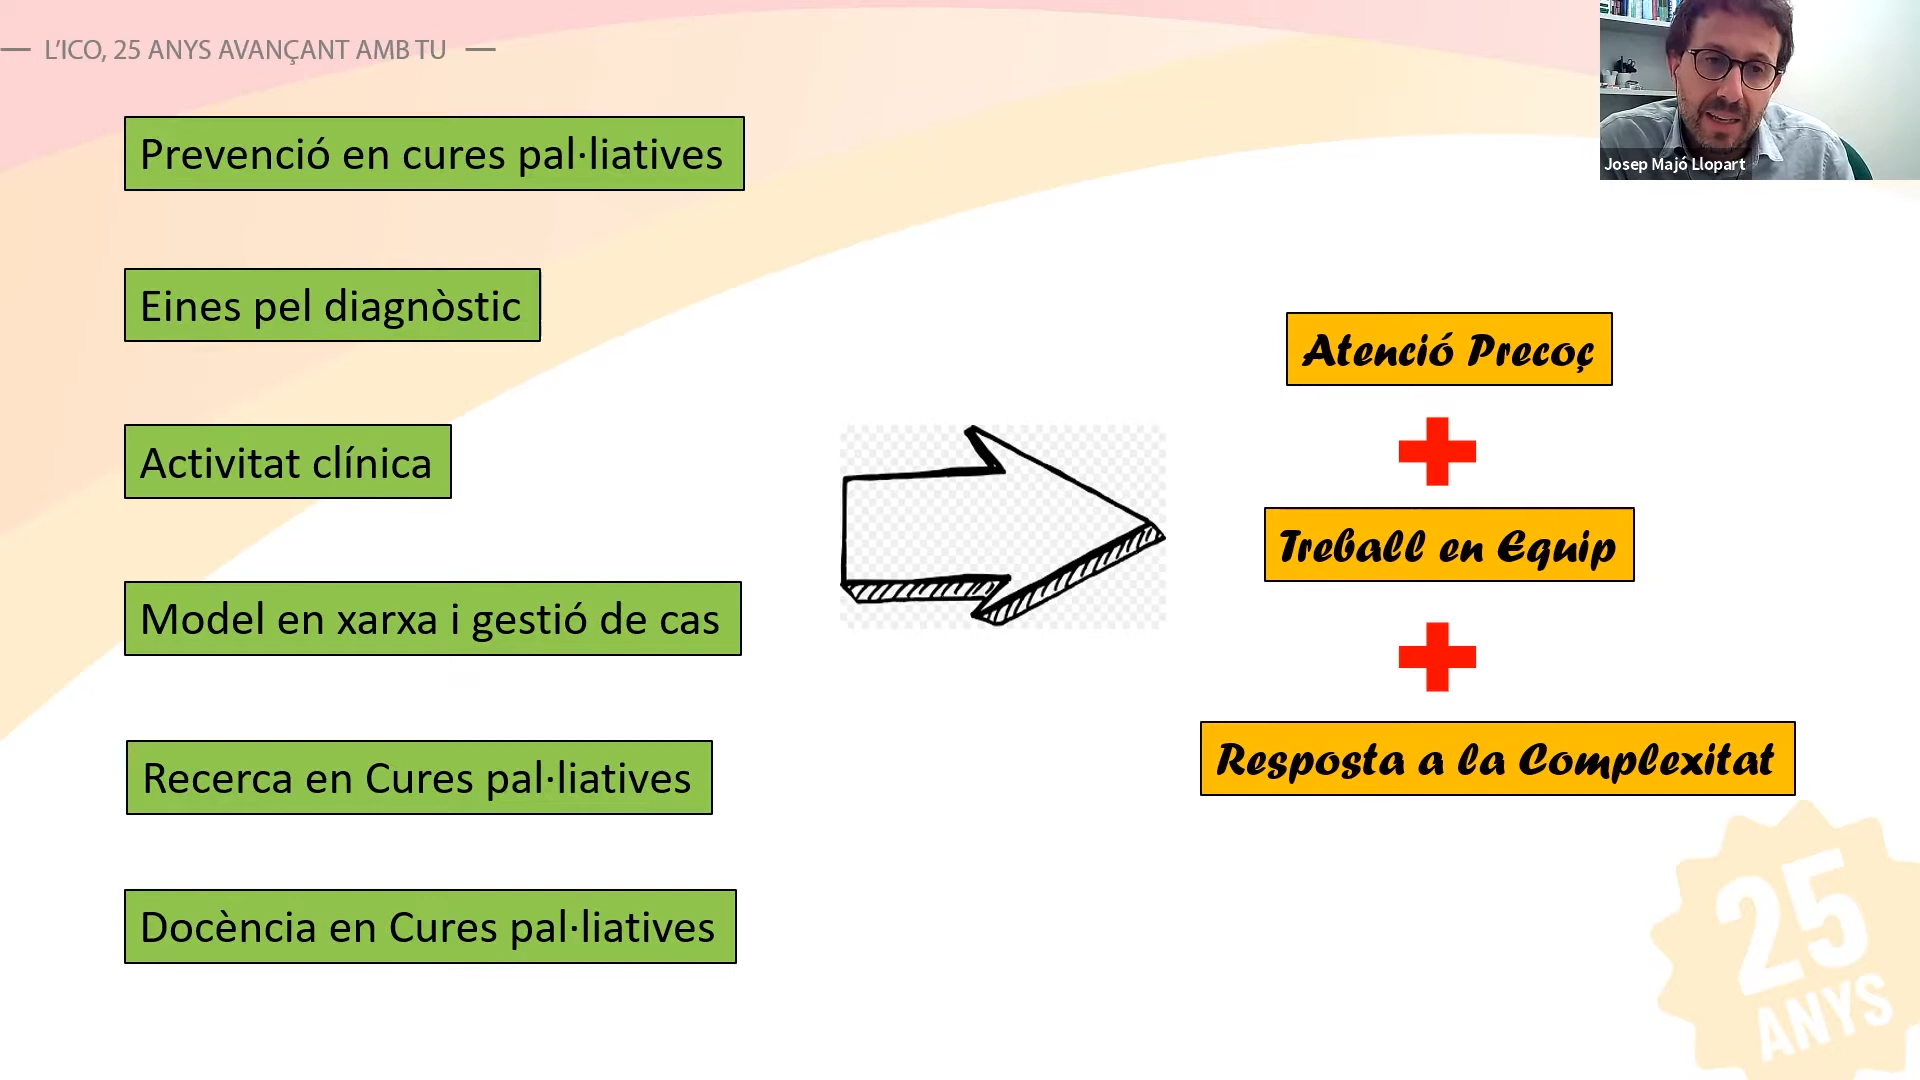 L'ICO, 25 ANYS AVANÇANT AMB TU
Josep Majó Llopart
Prevenció en cures pal·liatives
Eines pel diagnòstic
Activitat clínica
Model en xarxa i gestió de cas
Recerca en Cures pal·liatives
Docència en Cures pal·liatives
Atenció Precoç
Treball en Equip
Resposta a la Complexitat
25
ANYS